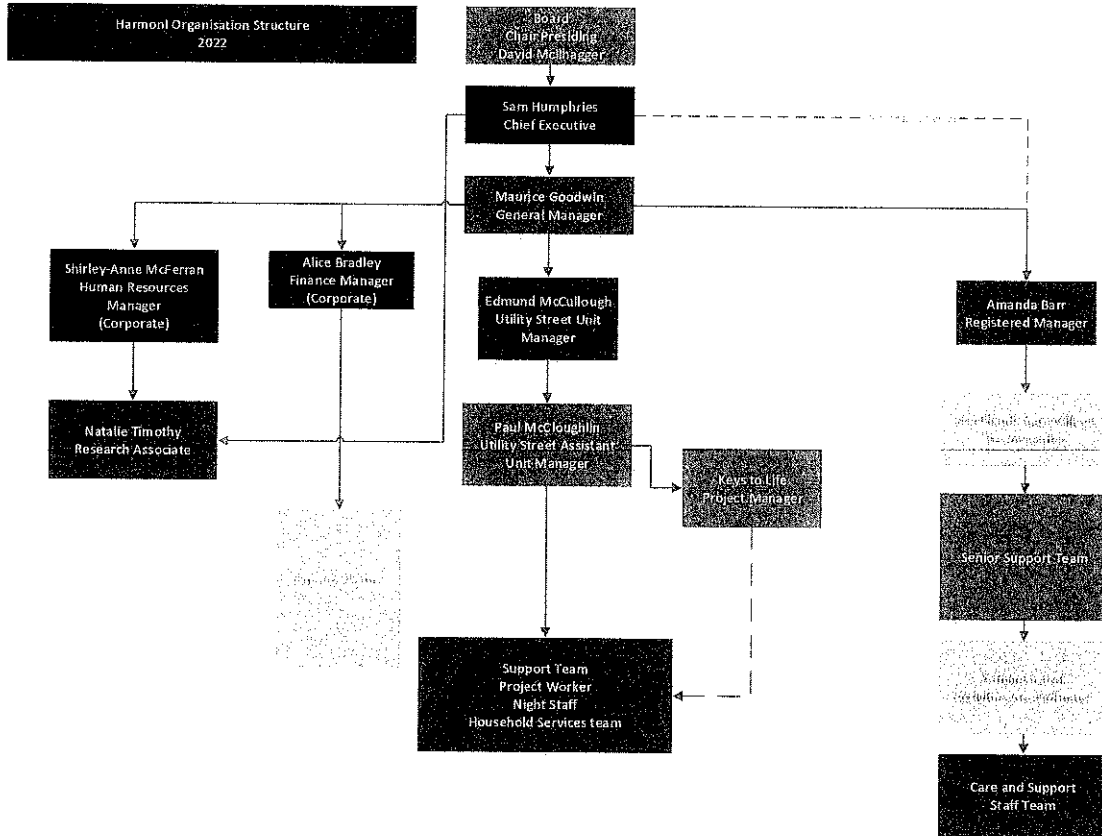 Harmoni Organisation Structure
2022
Board
Chair Presiding
David McIlhagger
Sam Humphries
Chief Executive
Maurice Goodwin
General Manager
Shirley-Anne McFerran
Human Resources
Manager
(Corporate)
Alice Bradley
Finance Manager
(Corporate)
Edmund McCullough
Utility Street Unit
Manager
Amanda Barr
Registered Manager
Natalie Timothy
Research Associate
Paul McCloughlin
Utility Street Assistant
Unit Manager
Keys to Life
Project Manager
Senior Support Team
Support Team
Project Worker
Night Staff
Household Services team
Care and Support
Staff Team